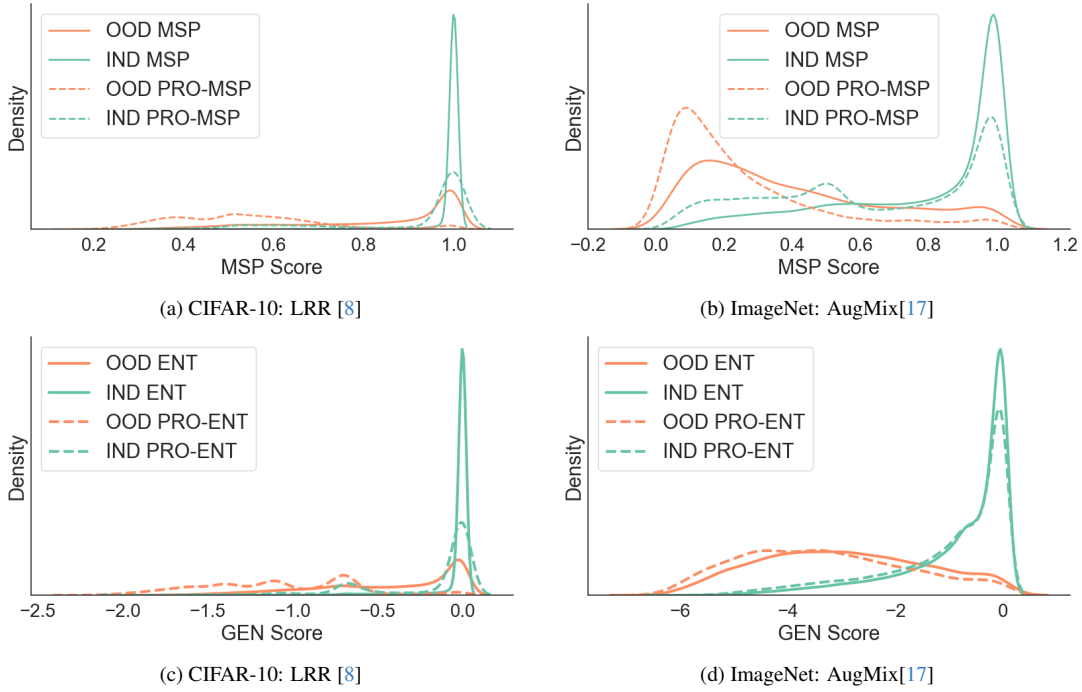 OOD MSP
IND MSP
OOD PRO-MSP
IND PRO-MSP
Density
0.2 0.4 0.6 0.8 1.0
MSP Score
(a) CIFAR-10: LRR [8]
OOD MSP
IND MSP
OOD PRO-MSP
IND PRO-MSP
Density
−0.2 0.0 0.2 0.4 0.6 0.8 1.0 1.2
MSP Score
(b) ImageNet: AugMix[17]
OOD ENT
IND ENT
OOD PRO-ENT
IND PRO-ENT
Density
−2.5 −2.0 −1.5 −1.0 −0.5 0.0
GEN Score
(c) CIFAR-10: LRR [8]
OOD ENT
IND ENT
OOD PRO-ENT
IND PRO-ENT
Density
−6 −4 −2 0
GEN Score
(d) ImageNet: AugMix[17]